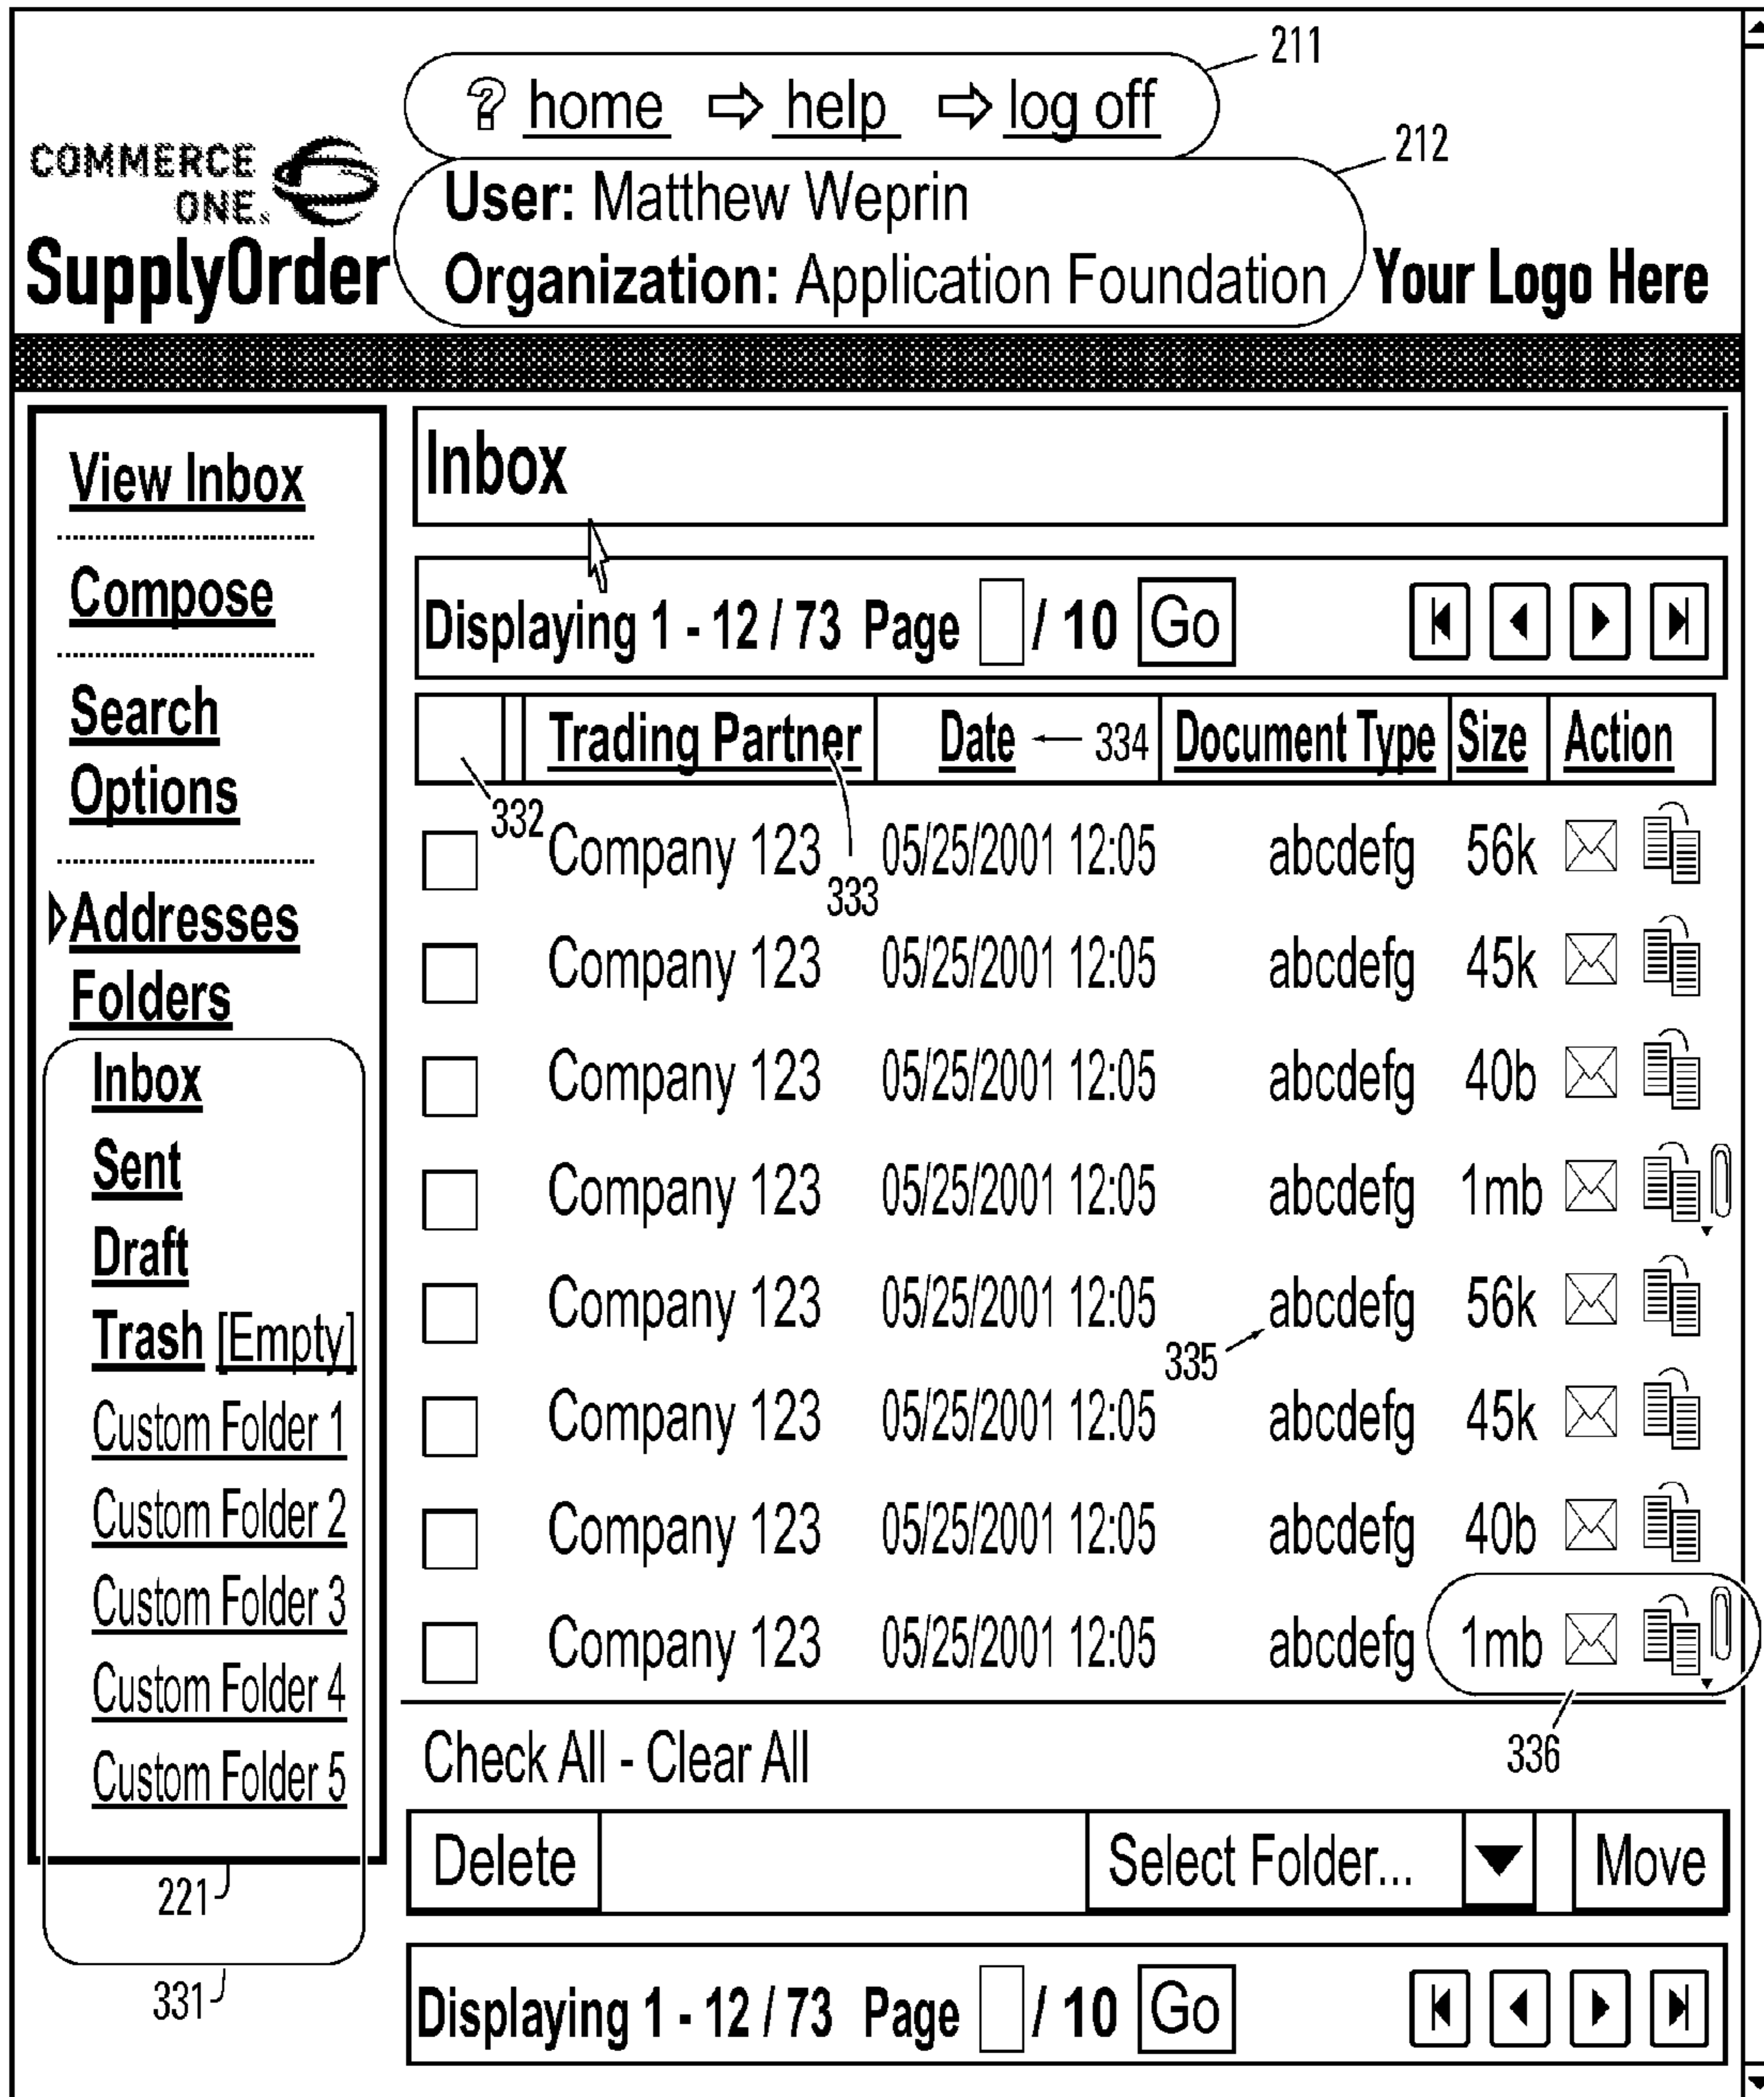 211
? home ⇨ help ⇨ log off
212
COMMERCE
ONE.
SupplyOrder
User: Matthew Weprin
Organization: Application Foundation
Your Logo Here
View Inbox
Compose
Search
Options
Addresses
Folders
Inbox
Sent
Draft
Trash [Empty]
Custom Folder 1
Custom Folder 2
Custom Folder 3
Custom Folder 4
Custom Folder 5
221
331
Inbox
Displaying 1 - 12 / 73 Page / 10 Go
Trading Partner Date 334 Document Type Size Action
332
Company 123 05/25/2001 12:05 abcdefg 56k
333
Company 123 05/25/2001 12:05 abcdefg 45k
Company 123 05/25/2001 12:05 abcdefg 40b
Company 123 05/25/2001 12:05 abcdefg 1mb
Company 123 05/25/2001 12:05 abcdefg 56k
335
Company 123 05/25/2001 12:05 abcdefg 45k
Company 123 05/25/2001 12:05 abcdefg 40b
Company 123 05/25/2001 12:05 abcdefg 1mb
336
Check All - Clear All
Delete Select Folder... Move
Displaying 1 - 12 / 73 Page / 10 Go